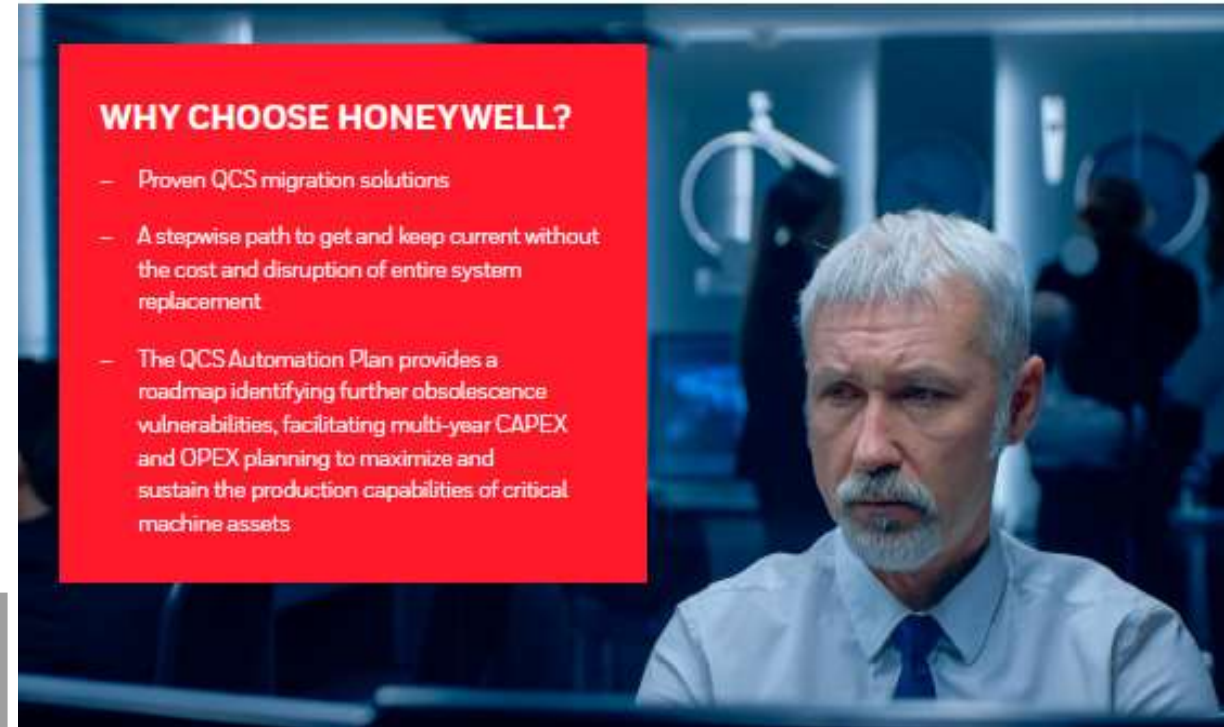 WHY CHOOSE HONEYWELL?
– Proven QCS migration solutions
– A stepwise path to get and keep current without
the cost and disruption of entire system
replacement
– The QCS Automation Plan provides a
roadmap identifying further obsolescence
vulnerabilities, facilitating multi-year CAPEX
and OPEX planning to maximize and
sustain the production capabilities of critical
machine assets